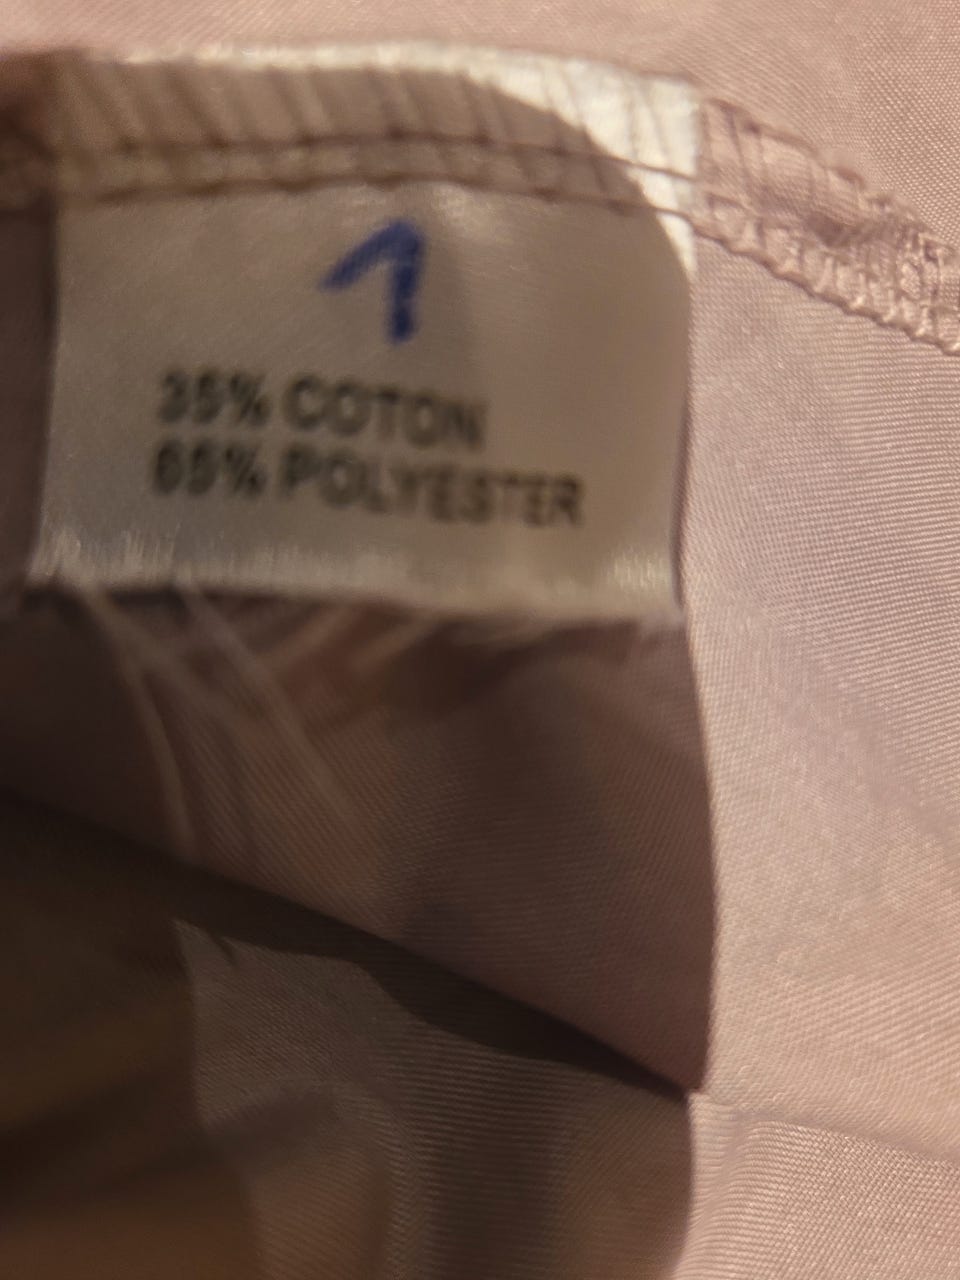 1
35% COTON
65% POLYESTER